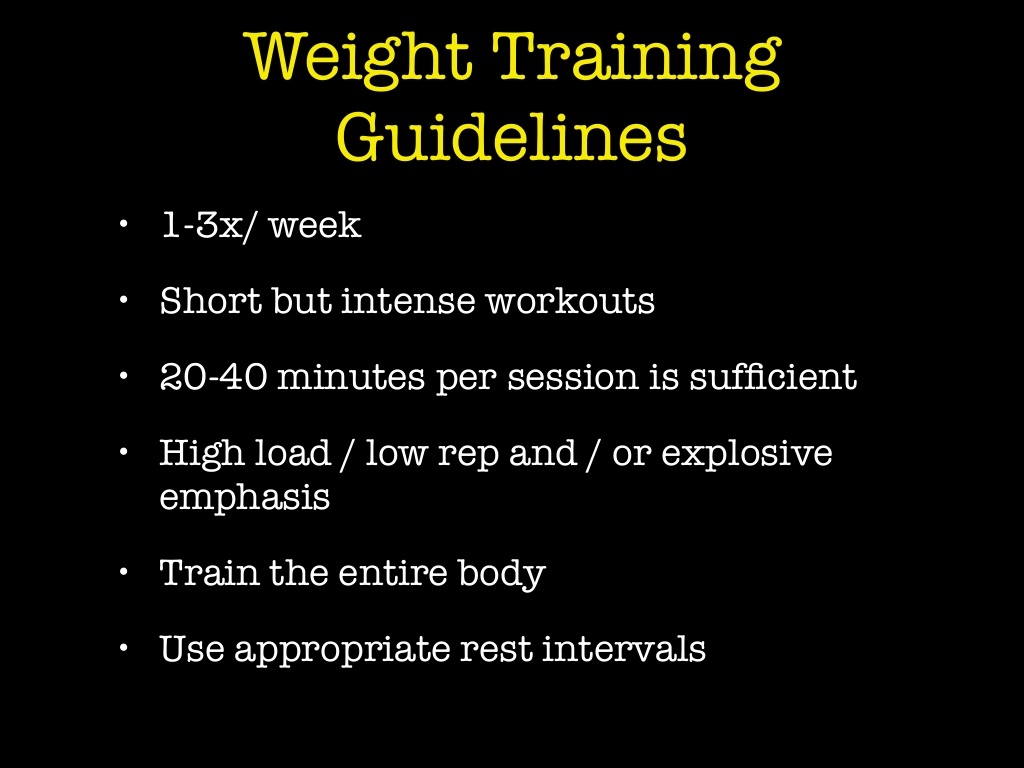 Weight Training
Guidelines
• 1-3x/ week
• Short but intense workouts
• 20-40 minutes per session is sufficient
• High load / low rep and / or explosive
emphasis
• Train the entire body
• Use appropriate rest intervals